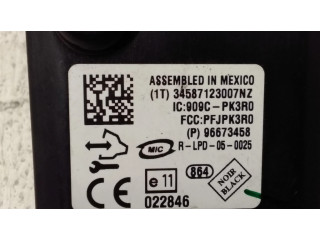 ASSEMBLED IN MEXICO
(1T) 34587123007NZ
IC:909C-PK3R0
FCC:PFJPK3R0
(P) 96673458
MIC R-LPD-05-0025
CE e11 864 NOIR BLACK
022846